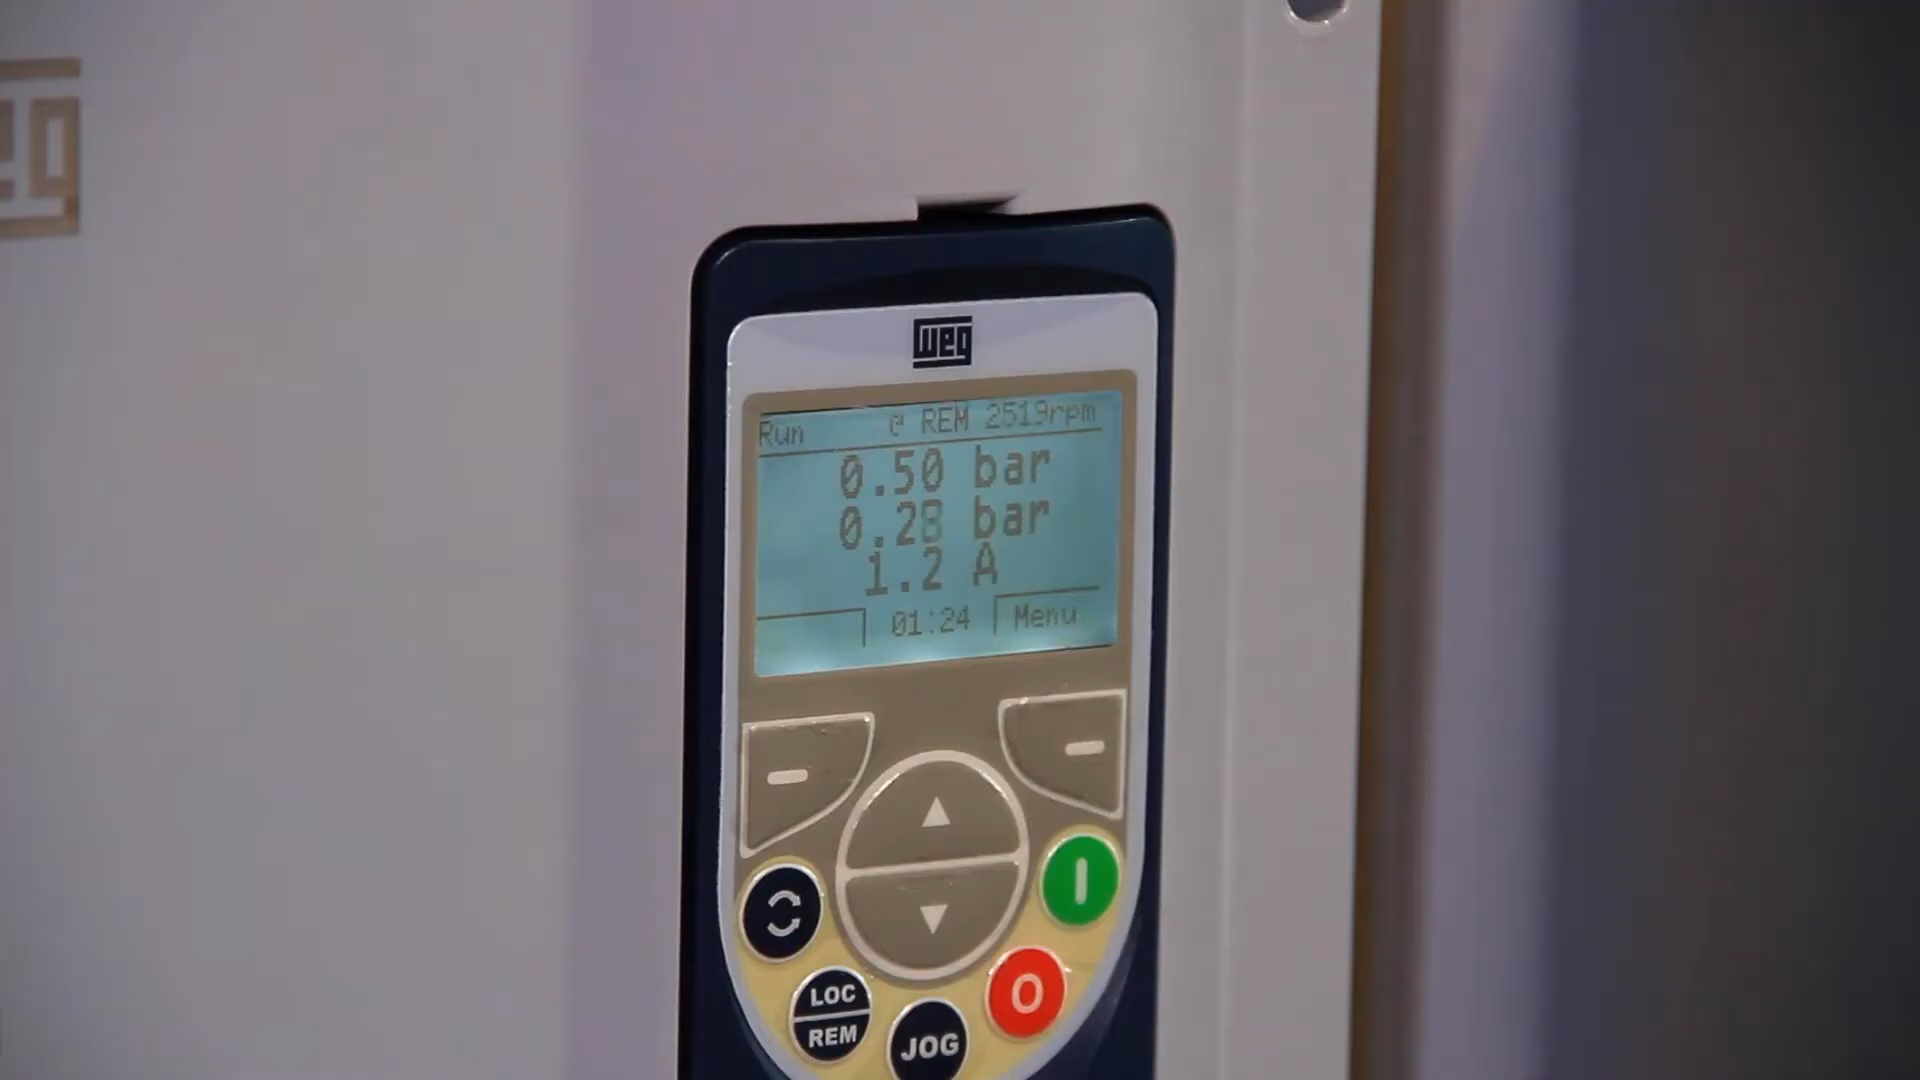 weg
Run REM 2519rpm
0.50 bar
0.28 bar
1.2 A
01:24 Menu
LOC
REM
JOG